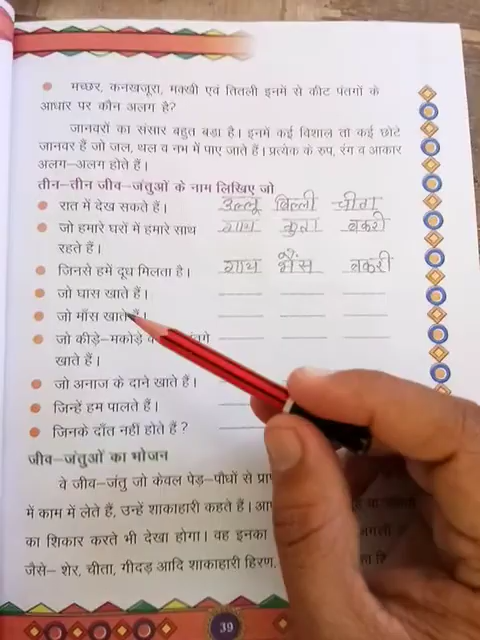 मच्छर, कनखजूरा, मक्खी एवं तितली इनमें से कीट पंतगों के
आधार पर कौन अलग है?
जानवरों का संसार बहुत बडा है। इनमें कई विशाल तो कई छोटे
जानवर हैं जो जल, थल व नभ में पाए जाते हैं। प्रत्येक के रुप, रंग व आकार
अलग-अलग होते हैं।
तीन-तीन जीव-जंतुओं के नाम लिखिए जो
रात में देख सकते हैं। उल्लू बिल्ली चीता
जो हमारे घरों में हमारे साथ गाय कुता बकरी
रहते हैं।
जिनसे हमें दूध मिलता है। गाय भैंस बकरी
जो घास खाते हैं।
जो माँस खाते हैं।
जो कीड़े-मकोड़े
खाते हैं।
जो अनाज के दाने खाते हैं।
जिन्हें हम पालते हैं।
जिनके दाँत नहीं होते हैं ?
जीव-जंतुओं का भोजन
वे जीव-जंतु जो केवल पेड़-पौधों से
में काम में लेते हैं, उन्हें शाकाहारी कहते हैं।
का शिकार करते भी देखा होगा। वह इनका
जैसे- शेर, चीता, गीदड़ आदि शाकाहारी हिरण.
39